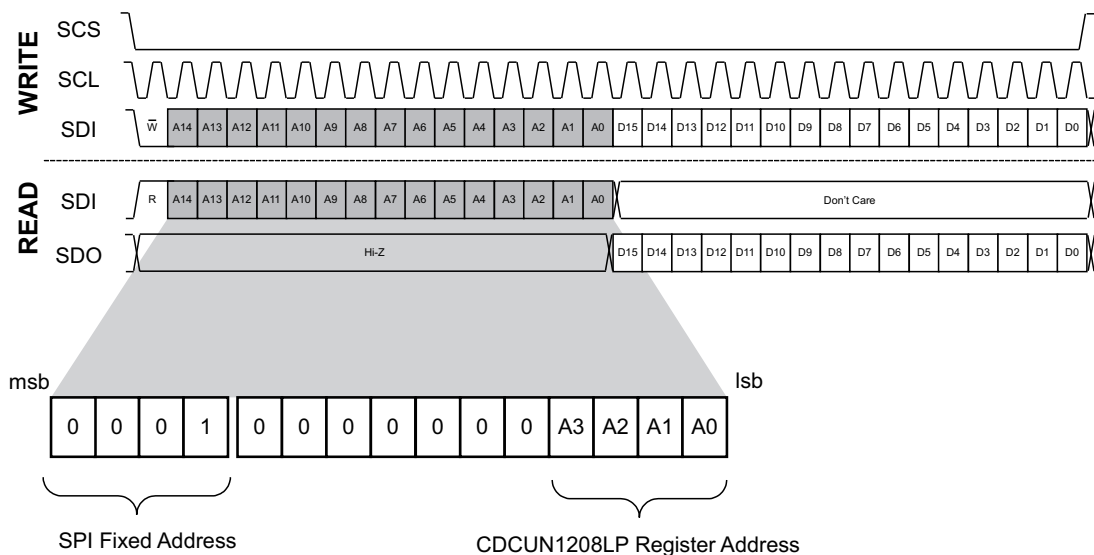 WRITE
SCS
SCL
SDI W A14 A13 A12 A11 A10 A9 A8 A7 A6 A5 A4 A3 A2 A1 A0 D15 D14 D13 D12 D11 D10 D9 D8 D7 D6 D5 D4 D3 D2 D1 D0
READ
SDI R A14 A13 A12 A11 A10 A9 A8 A7 A6 A5 A4 A3 A2 A1 A0 Don't Care
SDO Hi-Z D15 D14 D13 D12 D11 D10 D9 D8 D7 D6 D5 D4 D3 D2 D1 D0
msb lsb
0 0 0 1 0 0 0 0 0 0 0 A3 A2 A1 A0
SPI Fixed Address CDCUN1208LP Register Address